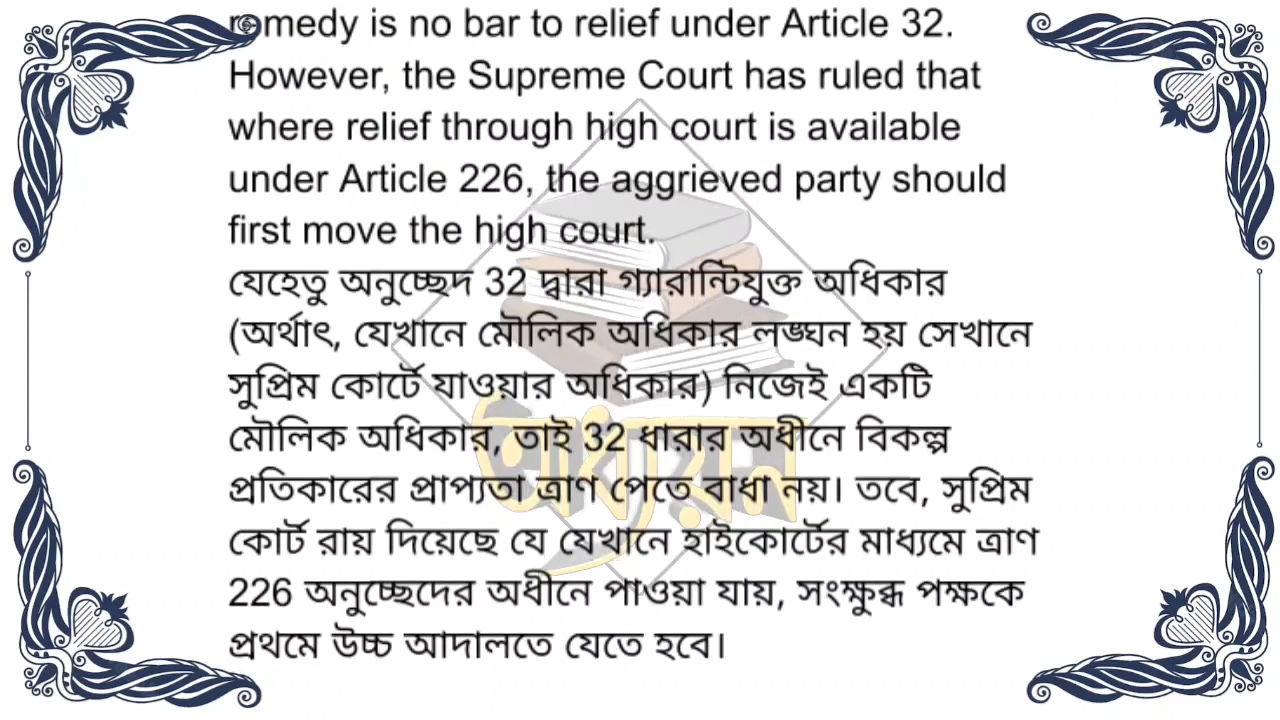 remedy is no bar to relief under Article 32.
However, the Supreme Court has ruled that
where relief through high court is available
under Article 226, the aggrieved party should
first move the high court.
যেহেতু অনুচ্ছেদ 32 দ্বারা গ্যারান্টিযুক্ত অধিকার
(অর্থাৎ, যেখানে মৌলিক অধিকার লঙ্ঘন হয় সেখানে
সুপ্রিম কোর্টে যাওয়ার অধিকার) নিজেই একটি
মৌলিক অধিকার, তাই 32 ধারার অধীনে বিকল্প
প্রতিকারের প্রাপ্যতা ত্রাণ পেতে বাধা নয়। তবে, সুপ্রিম
কোর্ট রায় দিয়েছে যে যেখানে হাইকোর্টের মাধ্যমে ত্রাণ
226 অনুচ্ছেদের অধীনে পাওয়া যায়, সংক্ষুব্ধ পক্ষকে
প্রথমে উচ্চ আদালতে যেতে হবে।
অধ্যয়ন